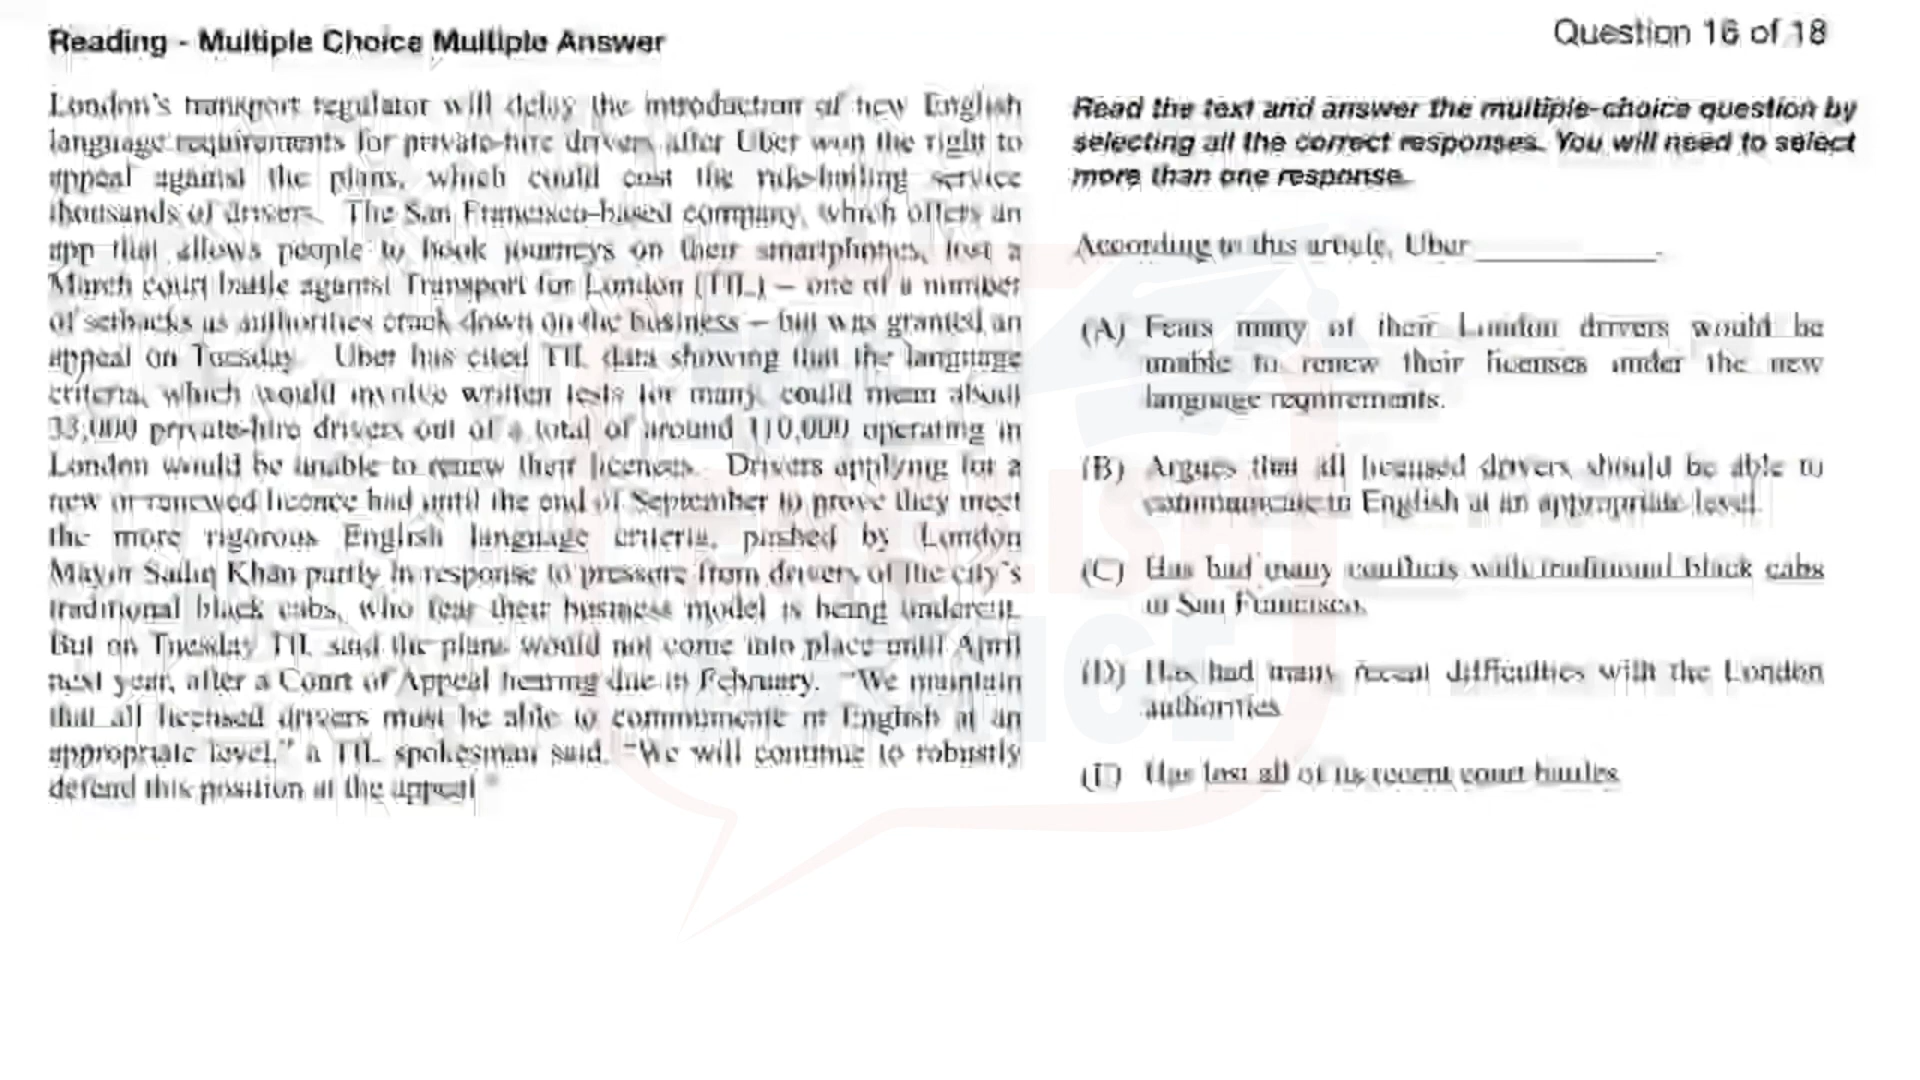 Reading - Multiple Choice Multiple Answer
Question 16 of 18
London's transport regulator will delay the introduction of new English
language requirements for private-hire drivers after Uber won the right to
appeal against the plans, which could cost the ride-hailing service
thousands of drivers. The San Francisco-based company, which offers an
app that allows people to book journeys on their smartphones, lost a
March court battle against Transport for London (TfL) – one of a number
of setbacks as authorities crack down on the business – but was granted an
appeal on Tuesday. Uber has cited TfL data showing that the language
criteria, which would involve written tests for many, could mean about
33,000 private-hire drivers out of a total of around 110,000 operating in
London would be unable to renew their licences. Drivers applying for a
new or renewed licence had until the end of September to prove they meet
the more rigorous English language criteria, pushed by London
Mayor Sadiq Khan partly in response to pressure from drivers of the city's
traditional black cabs, who fear their business model is being undercut.
But on Tuesday TfL said the plans would not come into place until April
next year, after a Court of Appeal hearing due in February. "We maintain
that all licensed drivers must be able to communicate in English at an
appropriate level," a TfL spokesman said. "We will continue to robustly
defend this position at the appeal."
Read the text and answer the multiple-choice question by
selecting all the correct responses. You will need to select
more than one response.
According to this article, Uber ____________.
(A) Fears many of their London drivers would be
unable to renew their licenses under the new
language requirements.
(B) Argues that all licensed drivers should be able to
communicate in English at an appropriate level.
(C) Has had many conflicts with traditional black cabs
in San Francisco.
(D) Has had many recent difficulties with the London
authorities
(E) Has lost all of its recent court battles